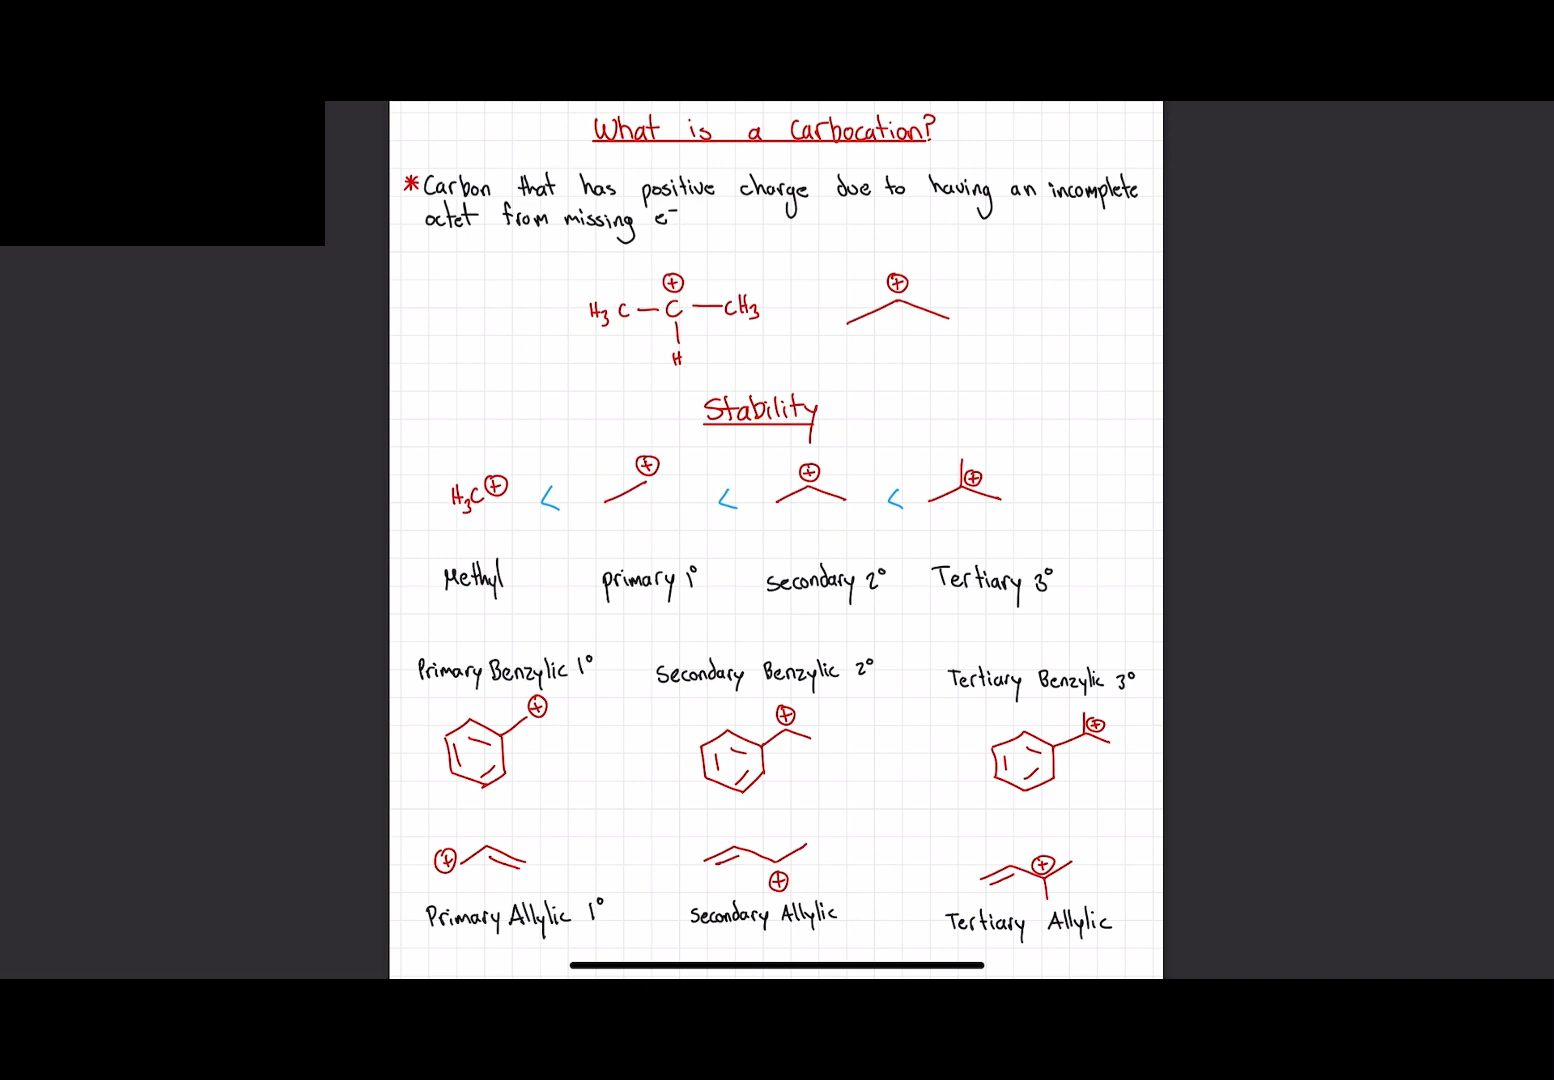 What is a Carbocation?
*Carbon that has positive charge due to having an incomplete
octet from missing e⁻
⊕ ⊕
H₃C—C—CH₃
H
Stability
H₃C⊕ < ⊕ < ⊕ < ⊕
Methyl primary 1° secondary 2° Tertiary 3°
Primary Benzylic 1° Secondary Benzylic 2° Tertiary Benzylic 3°
⊕ ⊕ ⊕
⊕ ⊕ ⊕
Primary Allylic 1° Secondary Allylic Tertiary Allylic